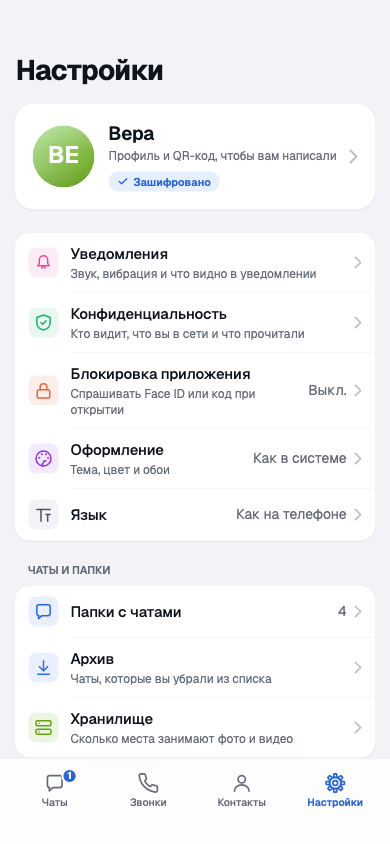 Настройки
ВЕ
Вера
Профиль и QR-код, чтобы вам написали
Зашифровано
Уведомления
Звук, вибрация и что видно в уведомлении
Конфиденциальность
Кто видит, что вы в сети и что прочитали
Блокировка приложения
Спрашивать Face ID или код при
открытии
Выкл.
Оформление
Тема, цвет и обои
Как в системе
Язык
Как на телефоне
ЧАТЫ И ПАПКИ
Папки с чатами
4
Архив
Чаты, которые вы убрали из списка
Хранилище
Сколько места занимают фото и видео
1
Чаты
Звонки
Контакты
Настройки